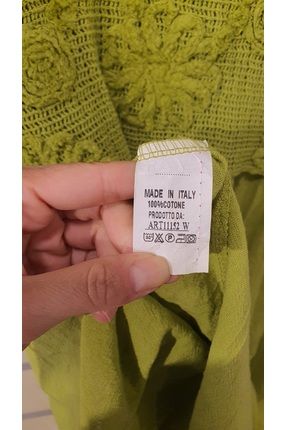 MADE IN ITALY
100%COTONE
PRODOTTO DA:
ART11152 W